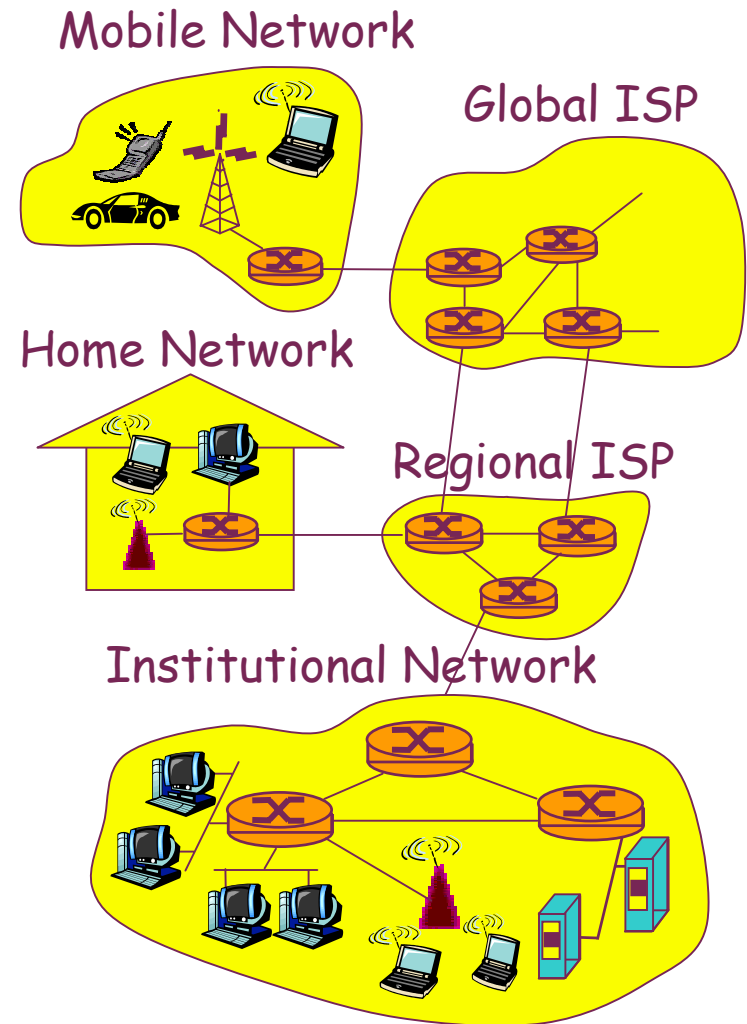 Mobile Network
Global ISP
Home Network
Regional ISP
Institutional Network